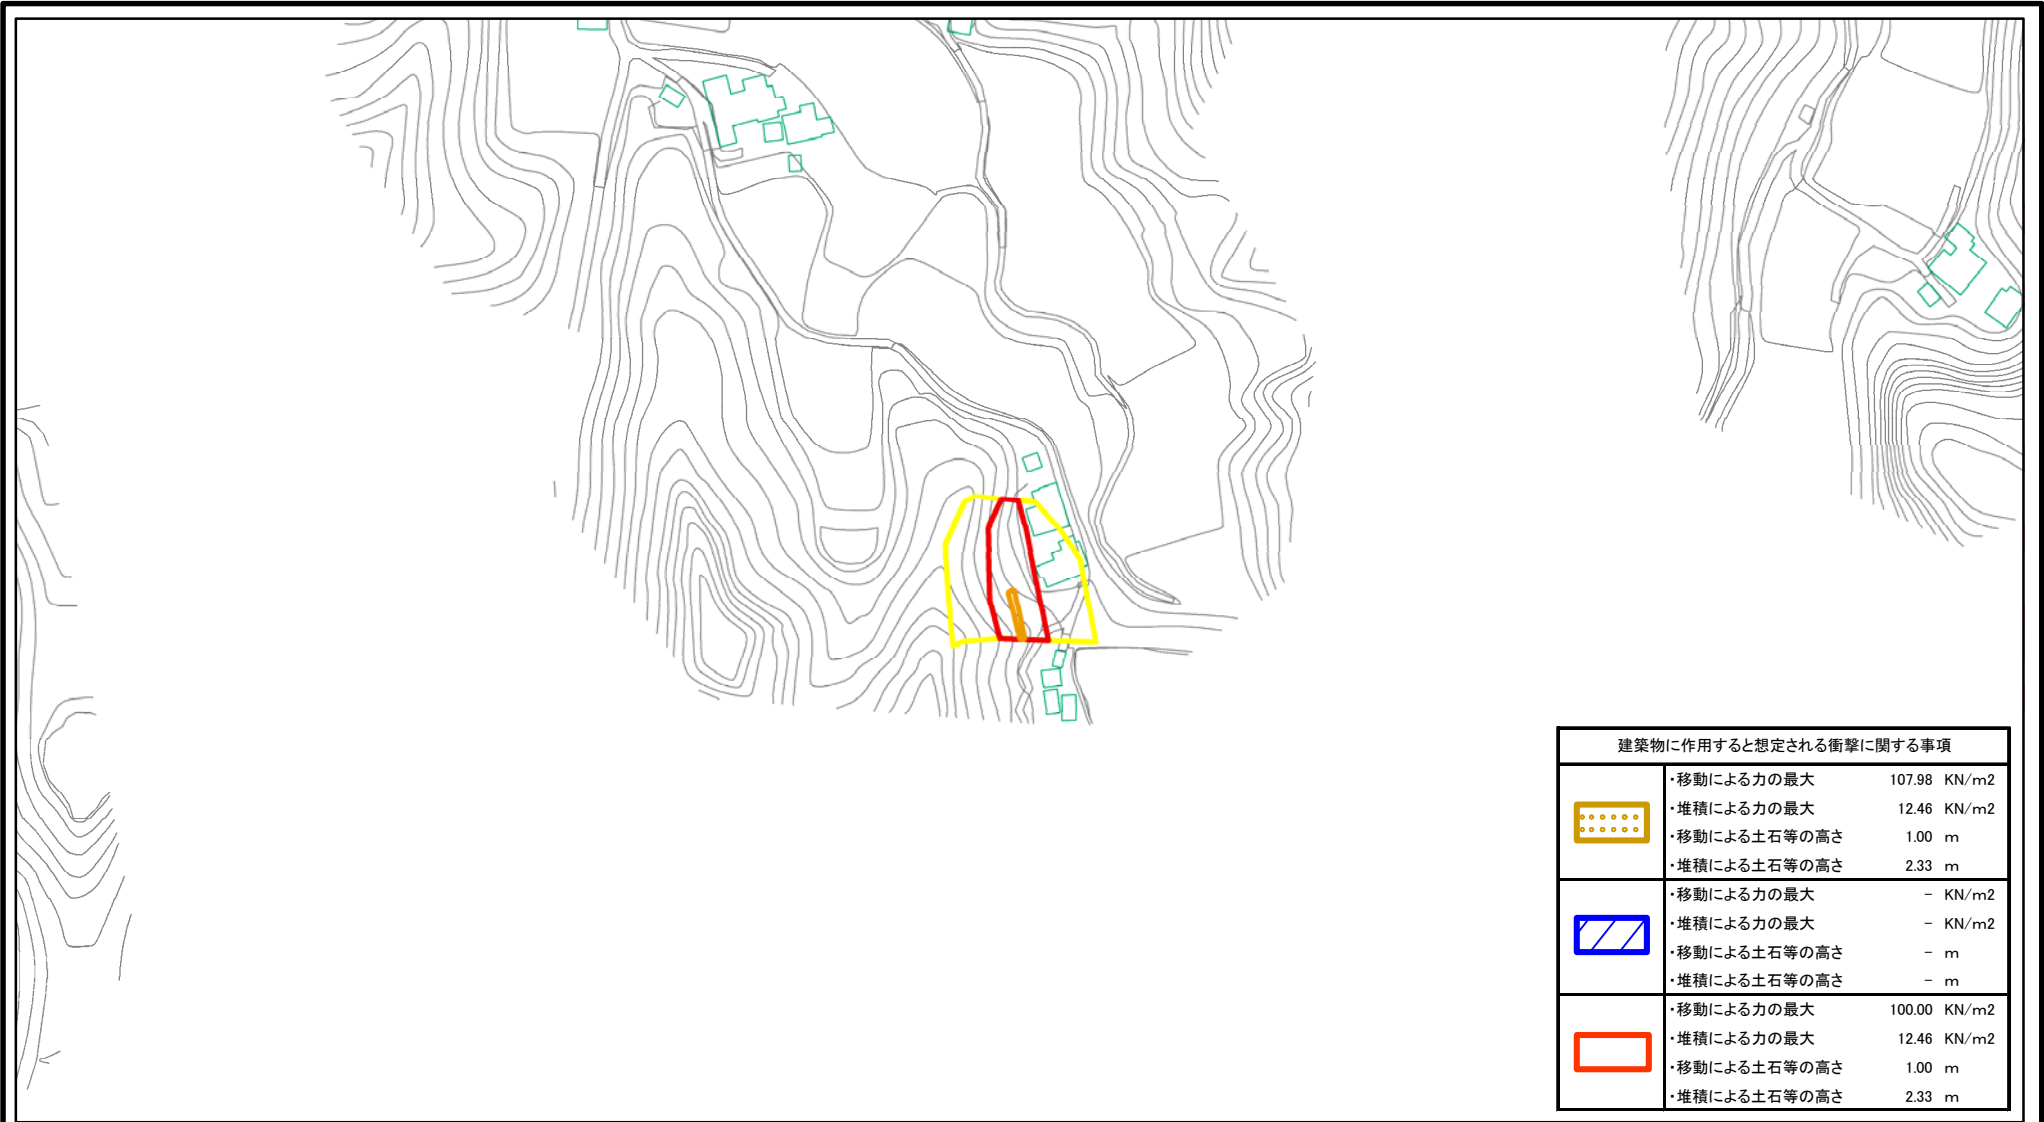 建築物に作用すると想定される衝撃に関する事項
・移動による力の最大 107.98 KN/m2
・堆積による力の最大 12.46 KN/m2
・移動による土石等の高さ 1.00 m
・堆積による土石等の高さ 2.33 m
・移動による力の最大 - KN/m2
・堆積による力の最大 - KN/m2
・移動による土石等の高さ - m
・堆積による土石等の高さ - m
・移動による力の最大 100.00 KN/m2
・堆積による力の最大 12.46 KN/m2
・移動による土石等の高さ 1.00 m
・堆積による土石等の高さ 2.33 m